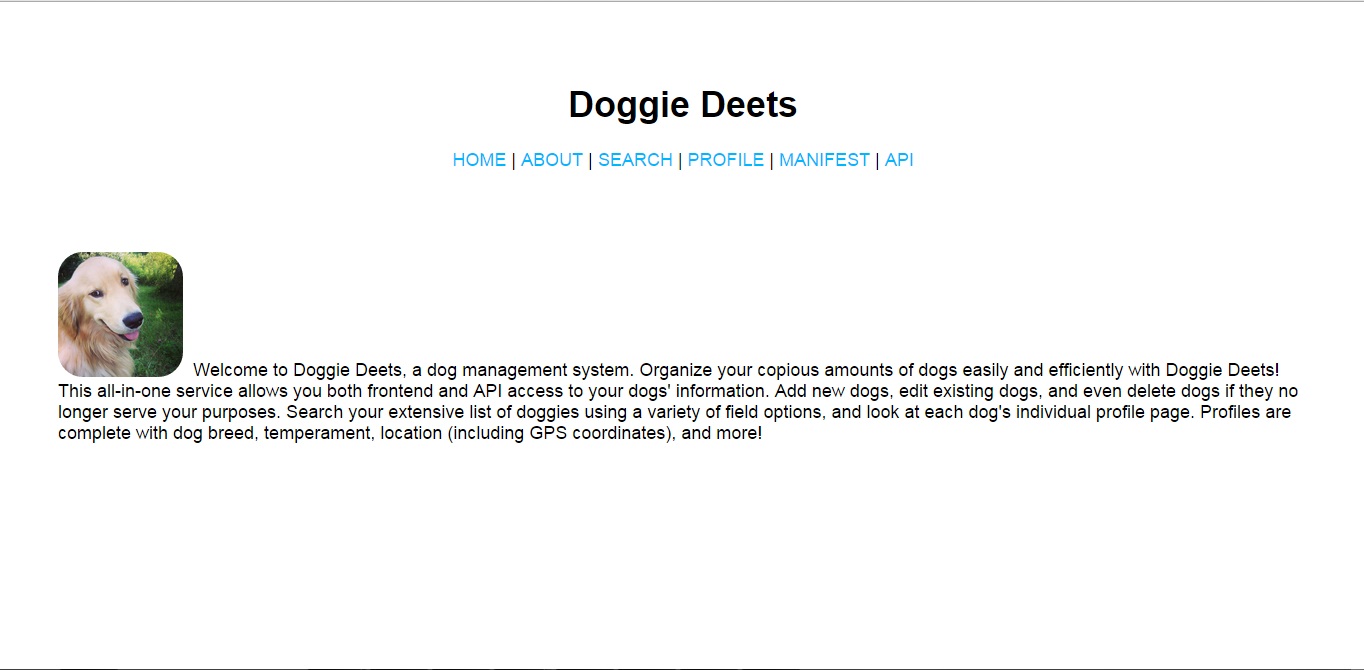 Doggie Deets
HOME | ABOUT | SEARCH | PROFILE | MANIFEST | API
Welcome to Doggie Deets, a dog management system. Organize your copious amounts of dogs easily and efficiently with Doggie Deets!
This all-in-one service allows you both frontend and API access to your dogs' information. Add new dogs, edit existing dogs, and even delete dogs if they no
longer serve your purposes. Search your extensive list of doggies using a variety of field options, and look at each dog's individual profile page. Profiles are
complete with dog breed, temperament, location (including GPS coordinates), and more!